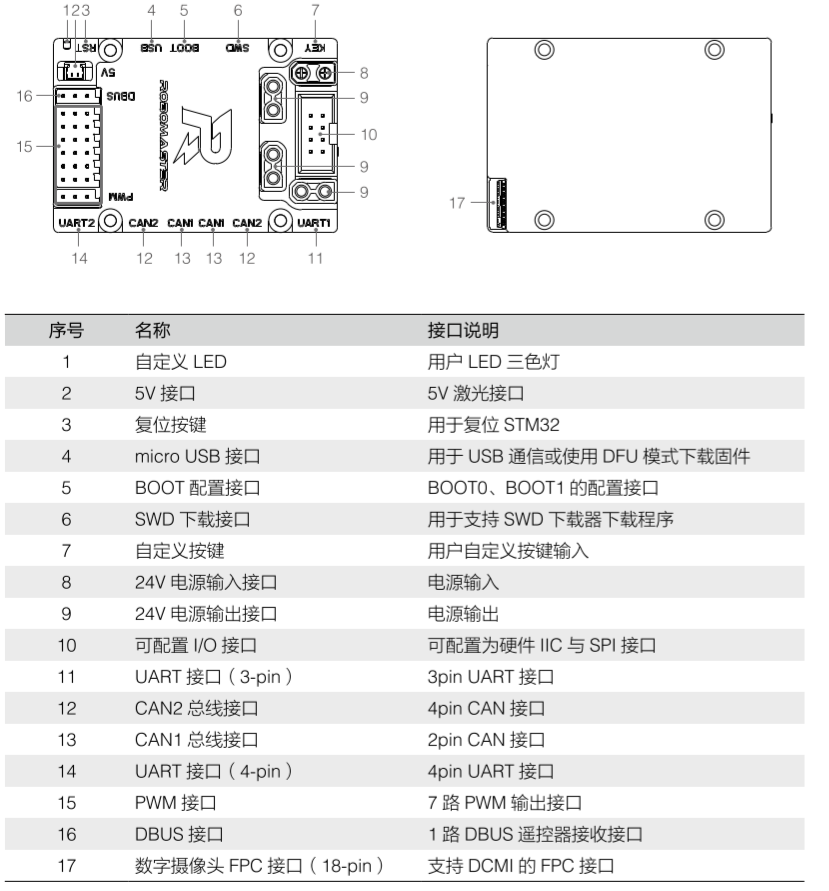 1 2 3 4 5 6 7
RST USB BOOT SWD KEY
5V
8
16 DBUS 9
ROBOMASTER
15 10
9
PWM 9
17
UART2 CAN2 CAN1 CAN1 CAN2 UART1
14 12 13 13 12 11
序号 名称 接口说明
1 自定义 LED 用户 LED 三色灯
2 5V 接口 5V 激光接口
3 复位按键 用于复位 STM32
4 micro USB 接口 用于 USB 通信或使用 DFU 模式下载固件
5 BOOT 配置接口 BOOT0、BOOT1 的配置接口
6 SWD 下载接口 用于支持 SWD 下载器下载程序
7 自定义按键 用户自定义按键输入
8 24V 电源输入接口 电源输入
9 24V 电源输出接口 电源输出
10 可配置 I/O 接口 可配置为硬件 IIC 与 SPI 接口
11 UART 接口（3-pin） 3pin UART 接口
12 CAN2 总线接口 4pin CAN 接口
13 CAN1 总线接口 2pin CAN 接口
14 UART 接口（4-pin） 4pin UART 接口
15 PWM 接口 7 路 PWM 输出接口
16 DBUS 接口 1 路 DBUS 遥控器接收接口
17 数字摄像头 FPC 接口（18-pin） 支持 DCMI 的 FPC 接口